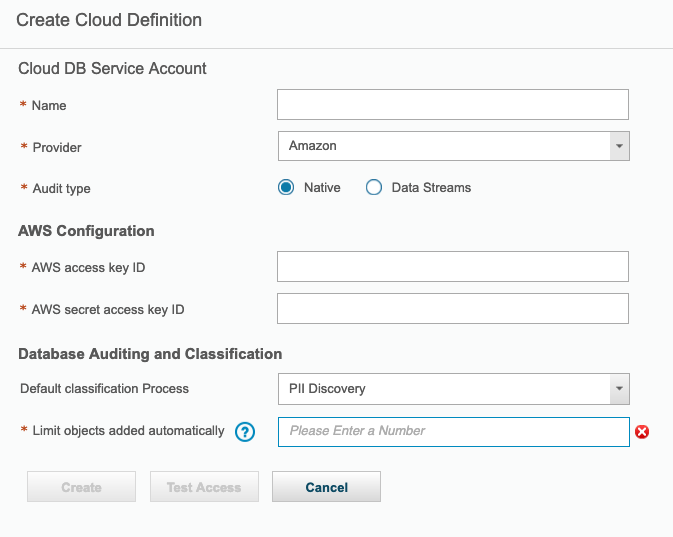 Create Cloud Definition
Cloud DB Service Account
* Name
* Provider Amazon
* Audit type Native Data Streams
AWS Configuration
* AWS access key ID
* AWS secret access key ID
Database Auditing and Classification
Default classification Process PII Discovery
* Limit objects added automatically ? Please Enter a Number
Create Test Access Cancel